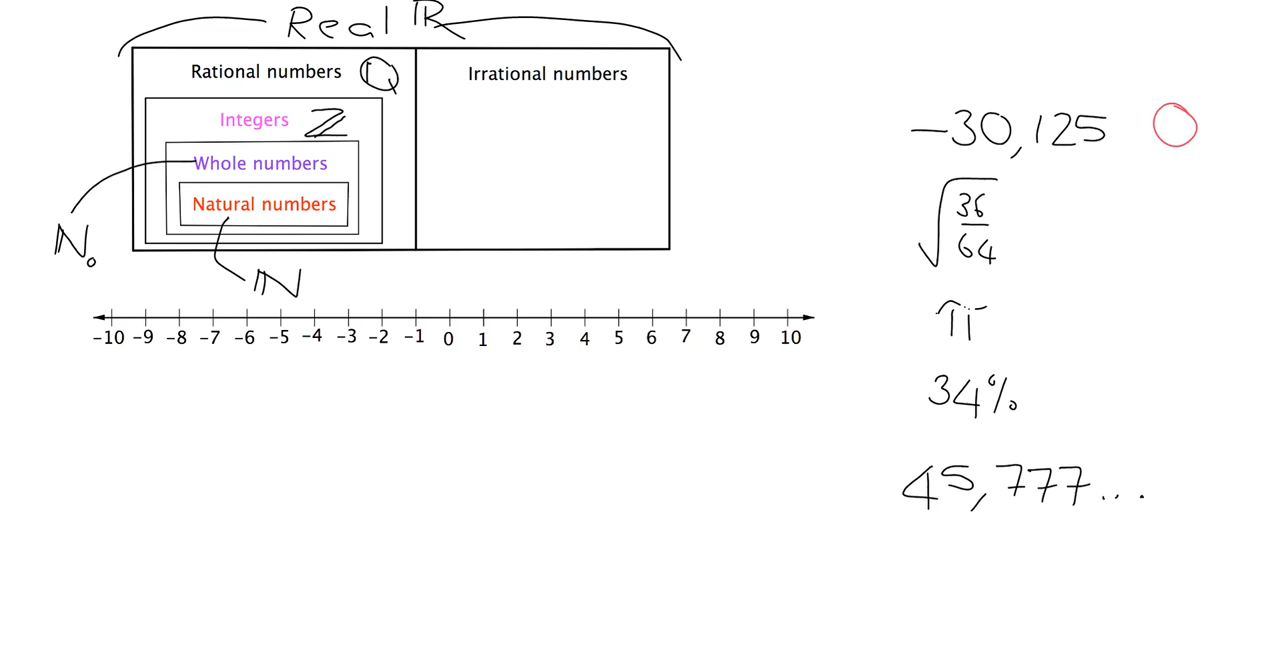 Real ℝ
Rational numbers ℚ
Irrational numbers
Integers ℤ
Whole numbers
Natural numbers
ℕ₀
ℕ
-10 -9 -8 -7 -6 -5 -4 -3 -2 -1 0 1 2 3 4 5 6 7 8 9 10
-30,125
√(36/64)
π
34%
45,777...